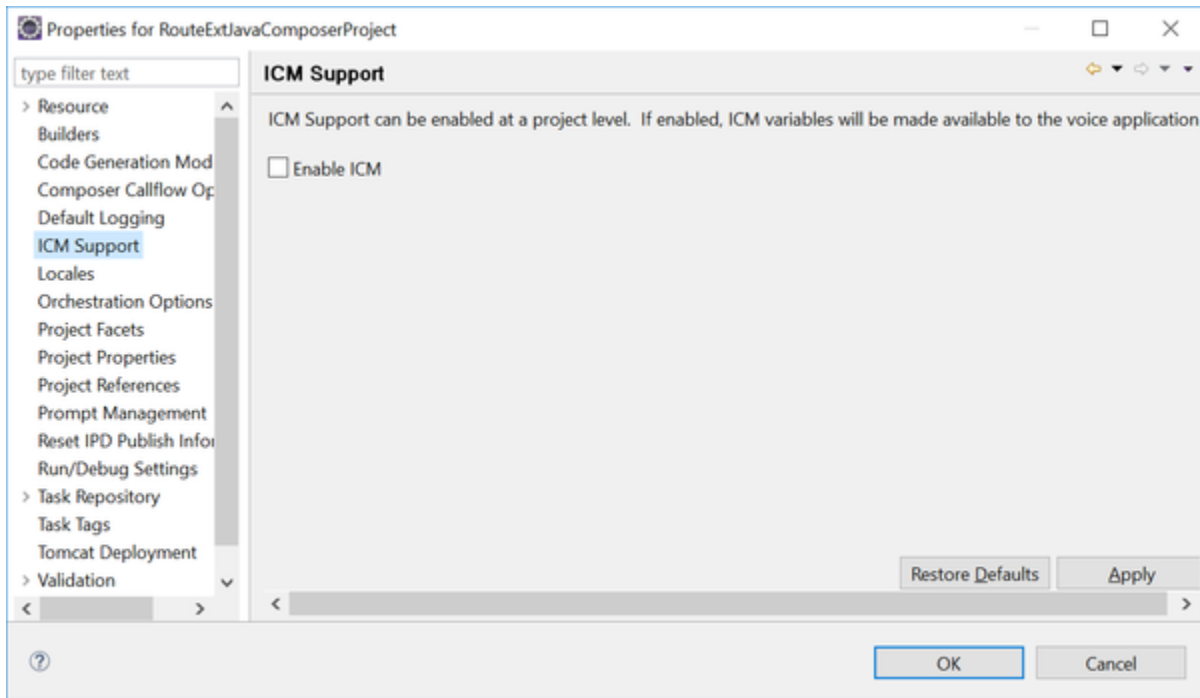 Properties for RouteExtJavaComposerProject
type filter text
Resource
Builders
Code Generation Mod
Composer Callflow Op
Default Logging
ICM Support
Locales
Orchestration Options
Project Facets
Project Properties
Project References
Prompt Management
Reset IPD Publish Infor
Run/Debug Settings
Task Repository
Task Tags
Tomcat Deployment
Validation
ICM Support
ICM Support can be enabled at a project level. If enabled, ICM variables will be made available to the voice application
Enable ICM
Restore Defaults
Apply
?
OK
Cancel